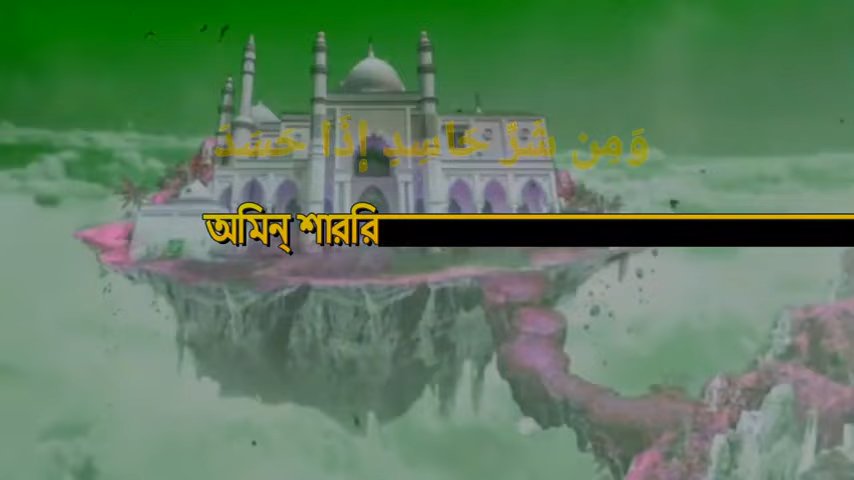 وَمِن شَرِّ حَاسِدٍ إِذَا حَسَدَ
অমিন্ শাররি